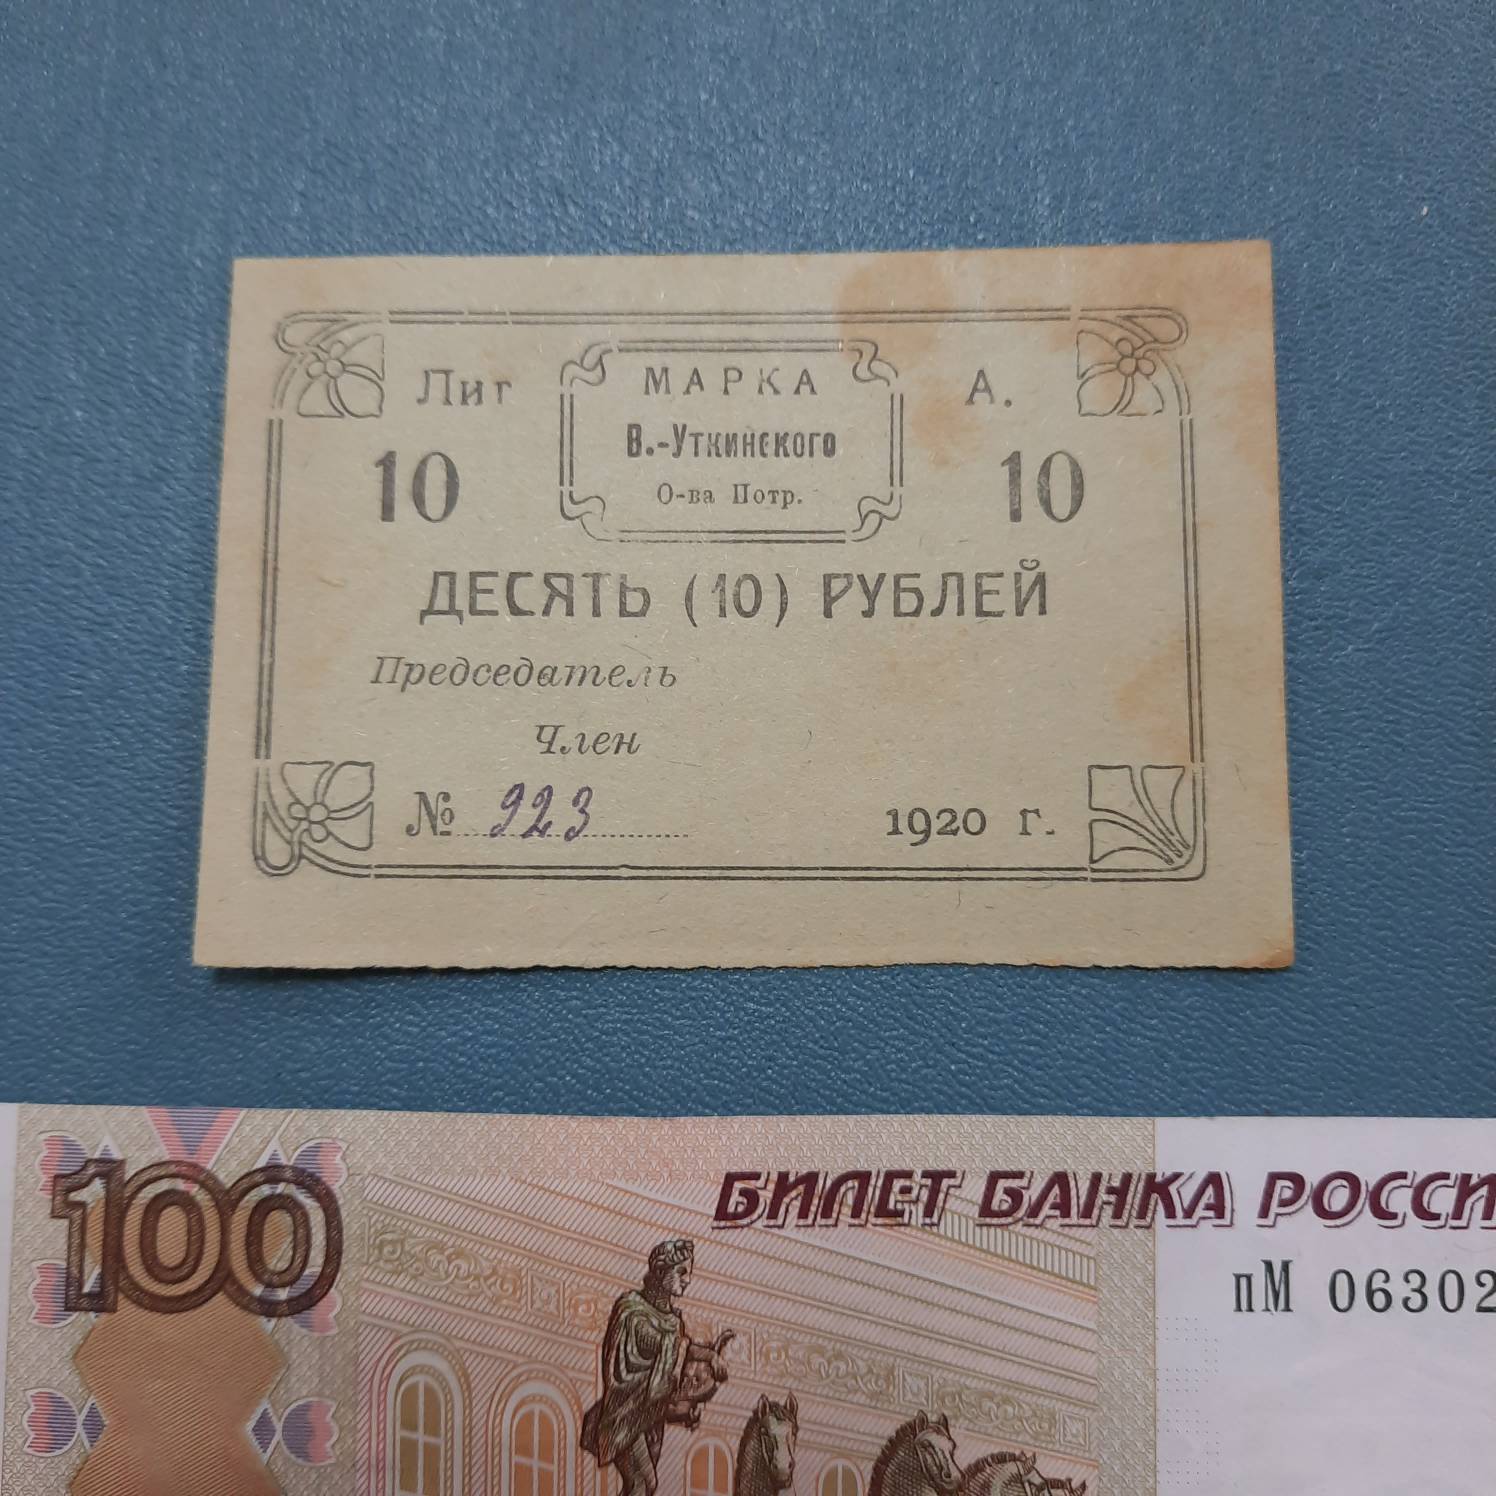 Лит А.
МАРКА
В.-Уткинского
О-ва Потр.
10 10
ДЕСЯТЬ (10) РУБЛЕЙ
Председатель
Член
№ 923 1920 г.
100
БИЛЕТ БАНКА РОССИ
пМ 06302